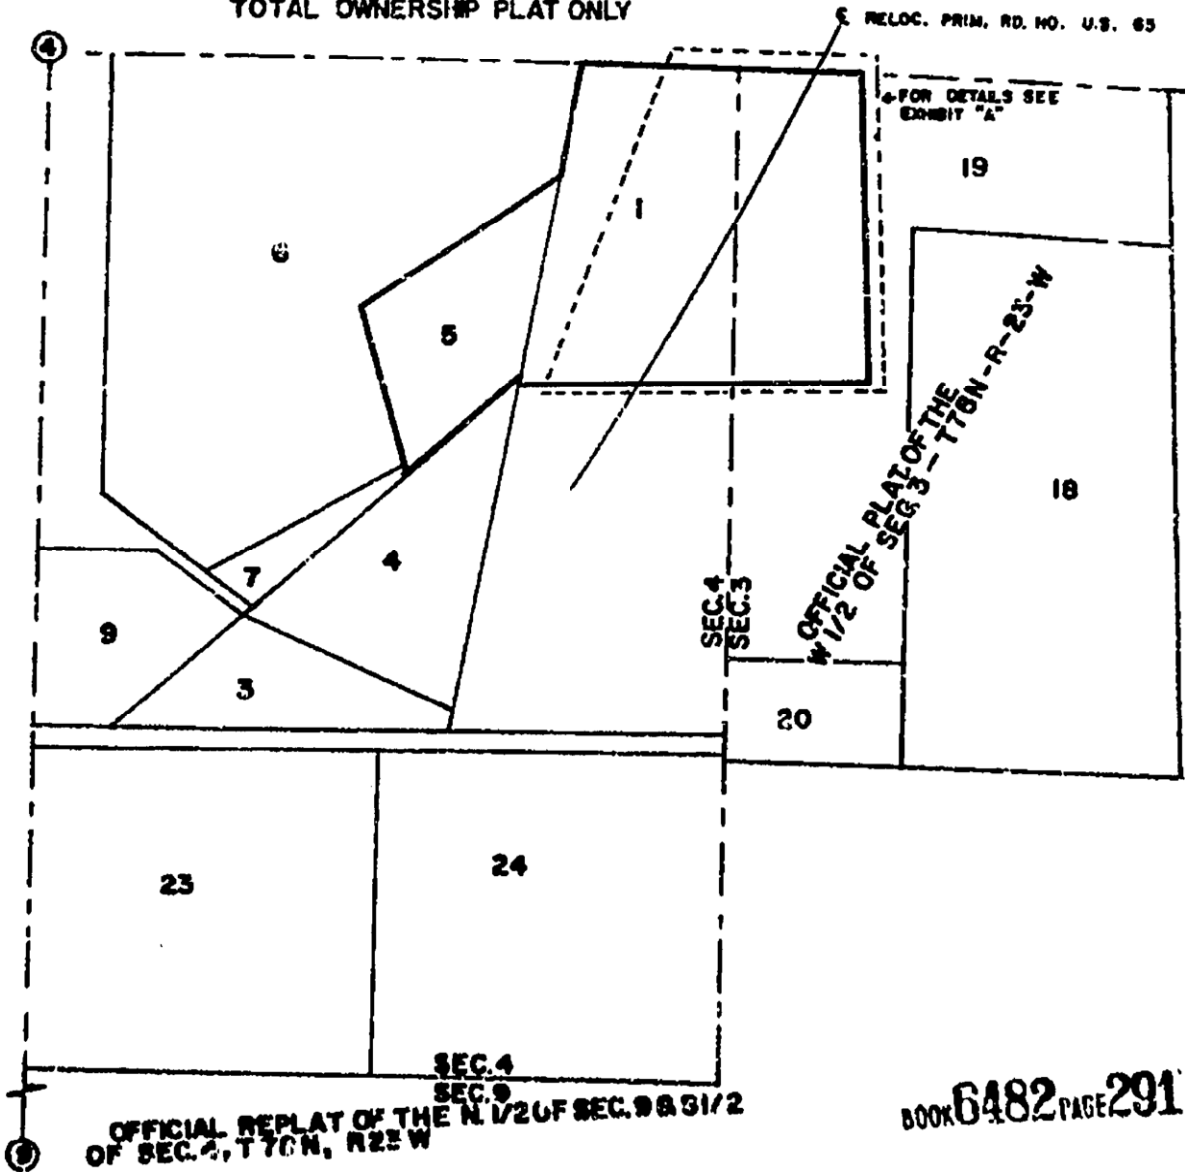 TOTAL OWNERSHIP PLAT ONLY
℄ RELOC. PRIM. RD. NO. U.S. 65
4
FOR DETAILS SEE
EXHIBIT "A"
19
1
6
5
OFFICIAL PLAT OF THE
W 1/2 OF SEC. 3 - T78N - R-23-W
18
4
7
SEC. 4
SEC. 3
9
3
20
24
23
SEC. 4
SEC. 9
OFFICIAL REPLAT OF THE N. 1/2 OF SEC. 9 & S1/2
OF SEC. 4, T 78 N, R23 W
9
BOOK 6482 PAGE 291